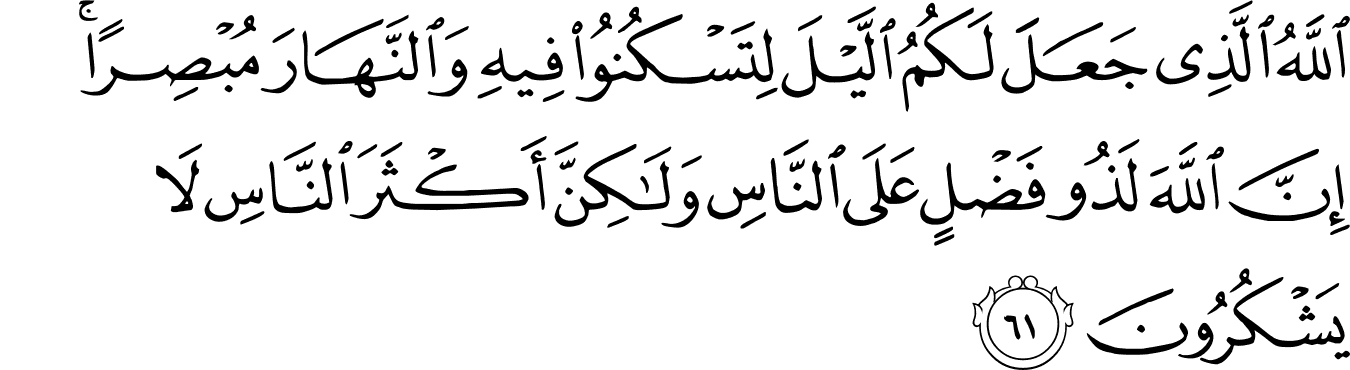 ٱللَّهُ ٱلَّذِى جَعَلَ لَكُمُ ٱلَّيْلَ لِتَسْكُنُوا۟ فِيهِ وَٱلنَّهَارَ مُبْصِرًا ۚ
إِنَّ ٱللَّهَ لَذُو فَضْلٍ عَلَى ٱلنَّاسِ وَلَـٰكِنَّ أَكْثَرَ ٱلنَّاسِ لَا
يَشْكُرُونَ ٦١